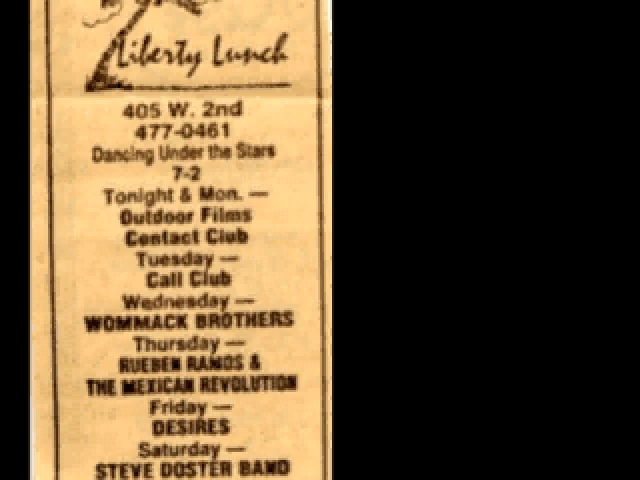 Liberty Lunch
405 W. 2nd
477-0461
Dancing Under the Stars
7-2
Tonight & Mon. —
Outdoor Films
Contact Club
Tuesday —
Call Club
Wednesday —
WOMMACK BROTHERS
Thursday —
RUEBEN RAMOS &
THE MEXICAN REVOLUTION
Friday —
DESIRES
Saturday —
STEVE DOSTER BAND